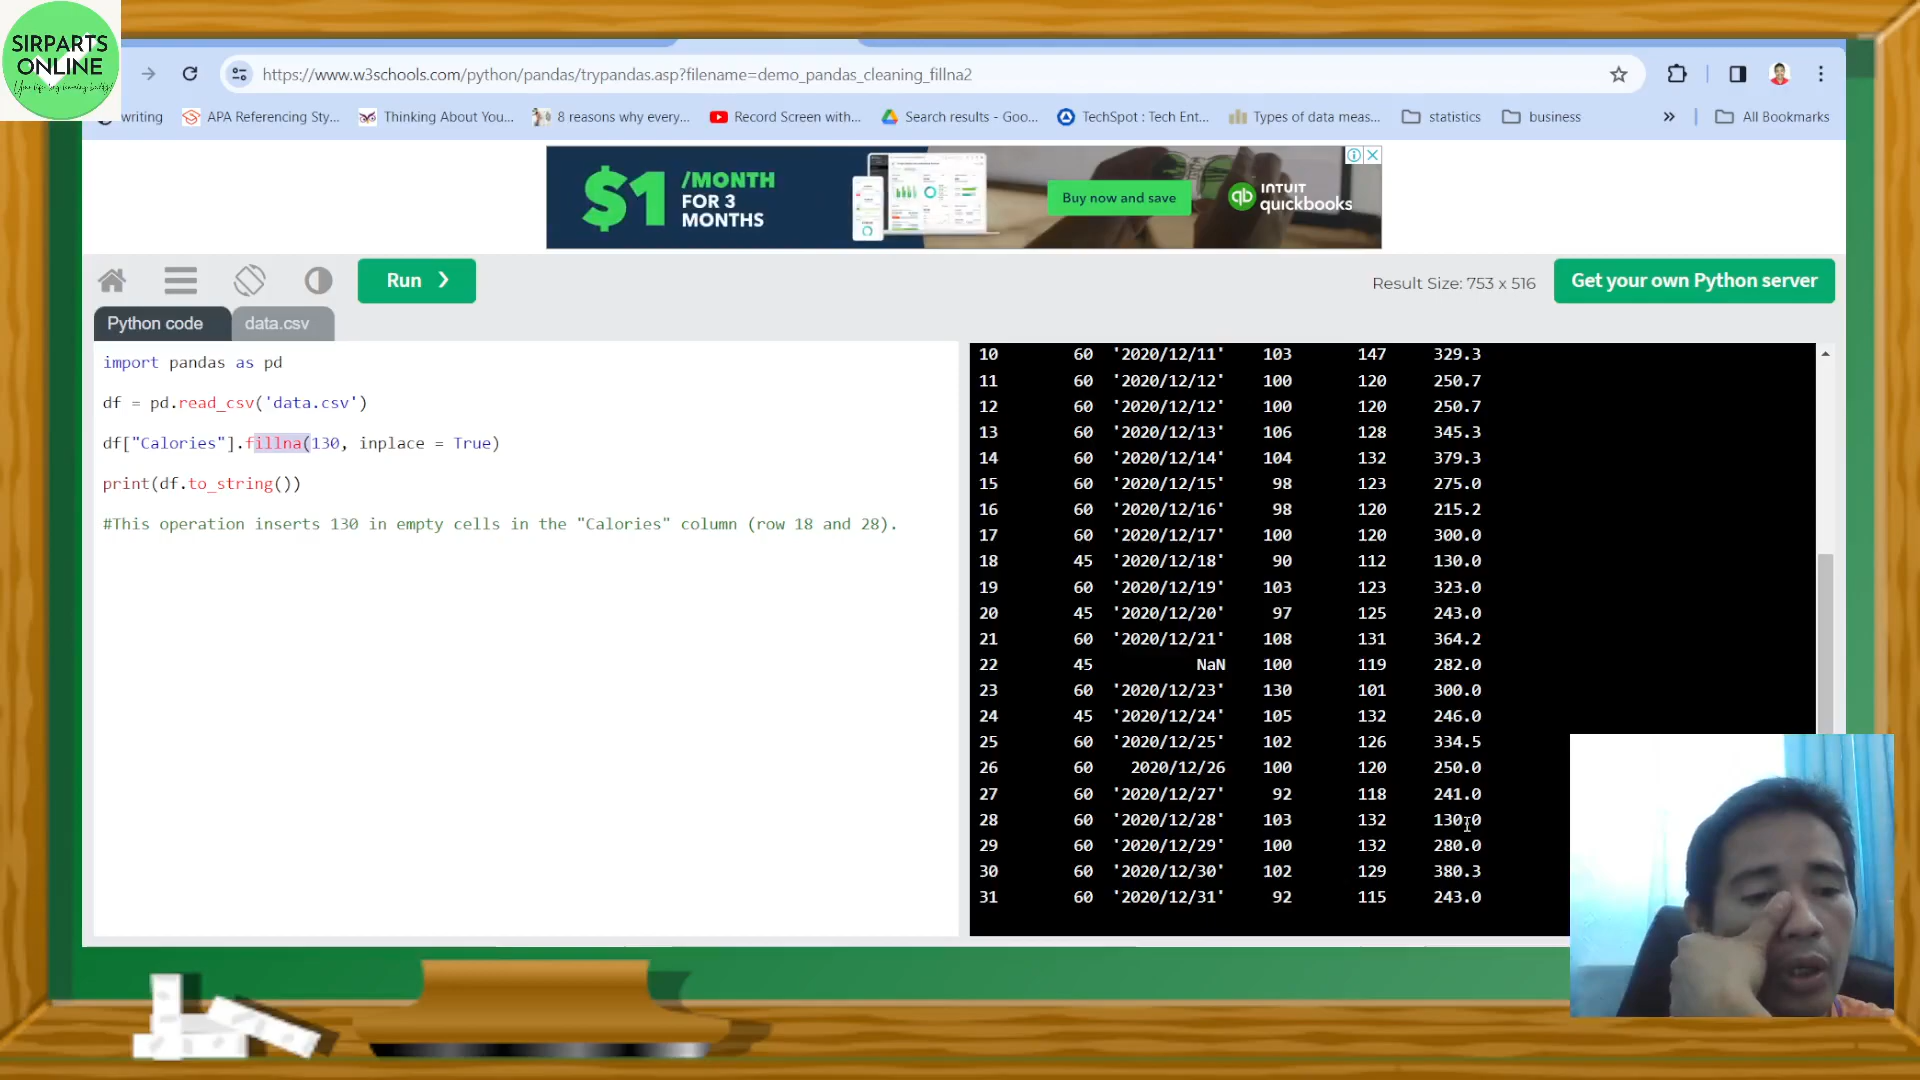 SIRPARTS
ONLINE
https://www.w3schools.com/python/pandas/trypandas.asp?filename=demo_pandas_cleaning_fillna2
writing
APA Referencing Sty...
Thinking About You...
8 reasons why every...
Record Screen with...
Search results - Goo...
TechSpot : Tech Ent...
Types of data meas...
statistics
business
»
All Bookmarks
$1 /MONTH FOR 3 MONTHS
Buy now and save
qb INTUIT quickbooks
Run ❯
Result Size: 753 x 516
Get your own Python server
Python code
data.csv
import pandas as pd
df = pd.read_csv('data.csv')
df["Calories"].fillna(130, inplace = True)
print(df.to_string())
#This operation inserts 130 in empty cells in the "Calories" column (row 18 and 28).
10 60 '2020/12/11' 103 147 329.3
11 60 '2020/12/12' 100 120 250.7
12 60 '2020/12/12' 100 120 250.7
13 60 '2020/12/13' 106 128 345.3
14 60 '2020/12/14' 104 132 379.3
15 60 '2020/12/15' 98 123 275.0
16 60 '2020/12/16' 98 120 215.2
17 60 '2020/12/17' 100 120 300.0
18 45 '2020/12/18' 90 112 130.0
19 60 '2020/12/19' 103 123 323.0
20 45 '2020/12/20' 97 125 243.0
21 60 '2020/12/21' 108 131 364.2
22 45 NaN 100 119 282.0
23 60 '2020/12/23' 130 101 300.0
24 45 '2020/12/24' 105 132 246.0
25 60 '2020/12/25' 102 126 334.5
26 60 2020/12/26 100 120 250.0
27 60 '2020/12/27' 92 118 241.0
28 60 '2020/12/28' 103 132 130.0
29 60 '2020/12/29' 100 132 280.0
30 60 '2020/12/30' 102 129 380.3
31 60 '2020/12/31' 92 115 243.0